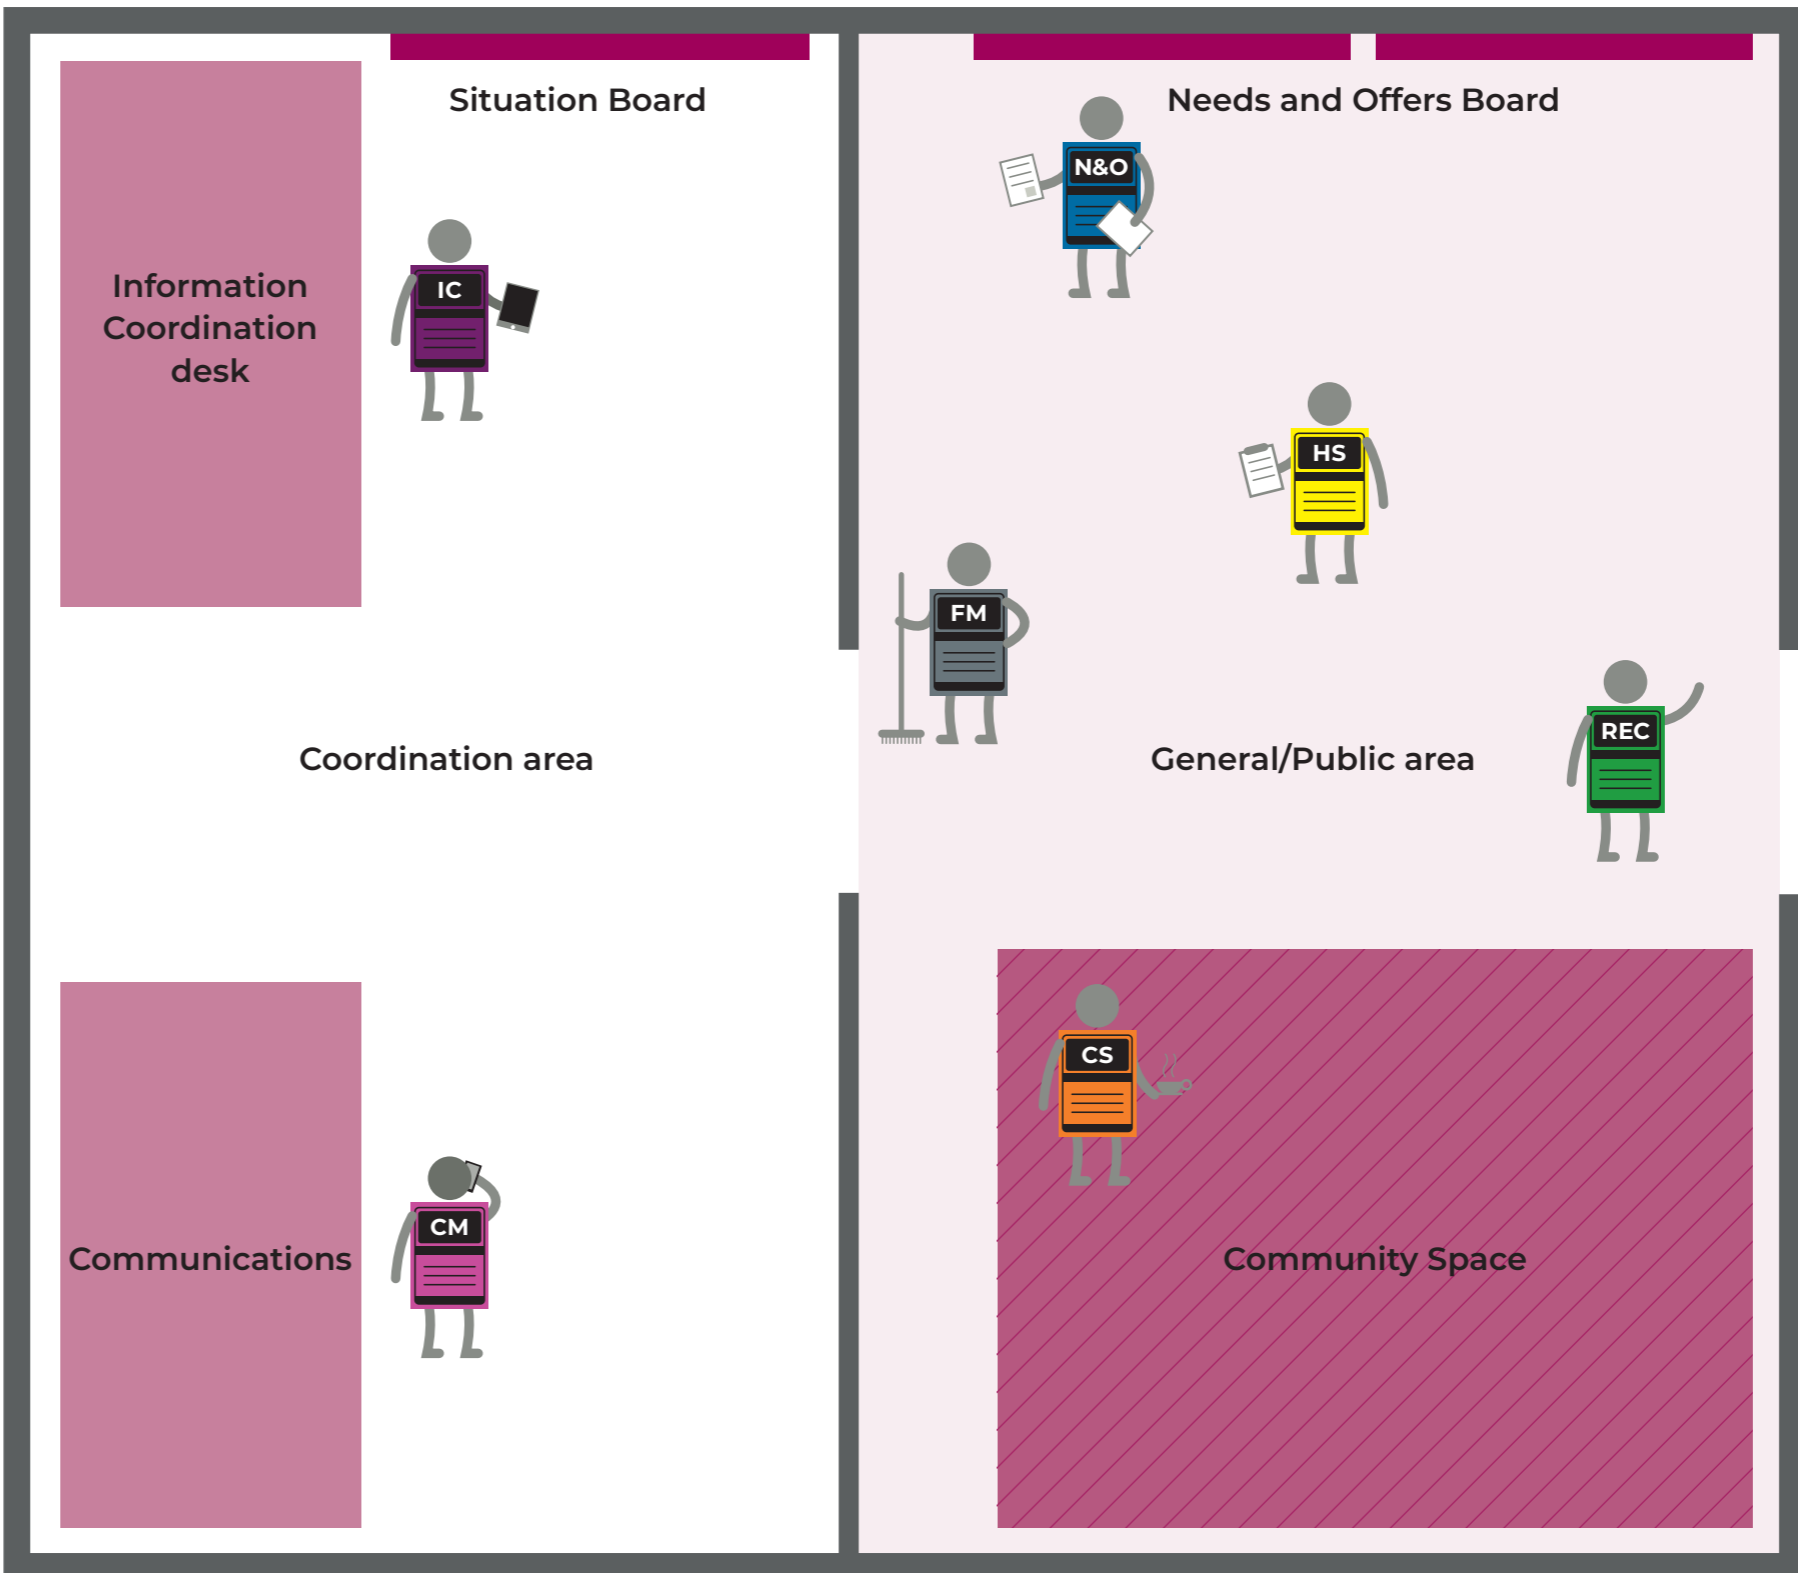 Situation Board
Needs and Offers Board
N&O
Information
Coordination
desk
IC
HS
FM
REC
Coordination area
General/Public area
CS
CM
Communications
Community Space